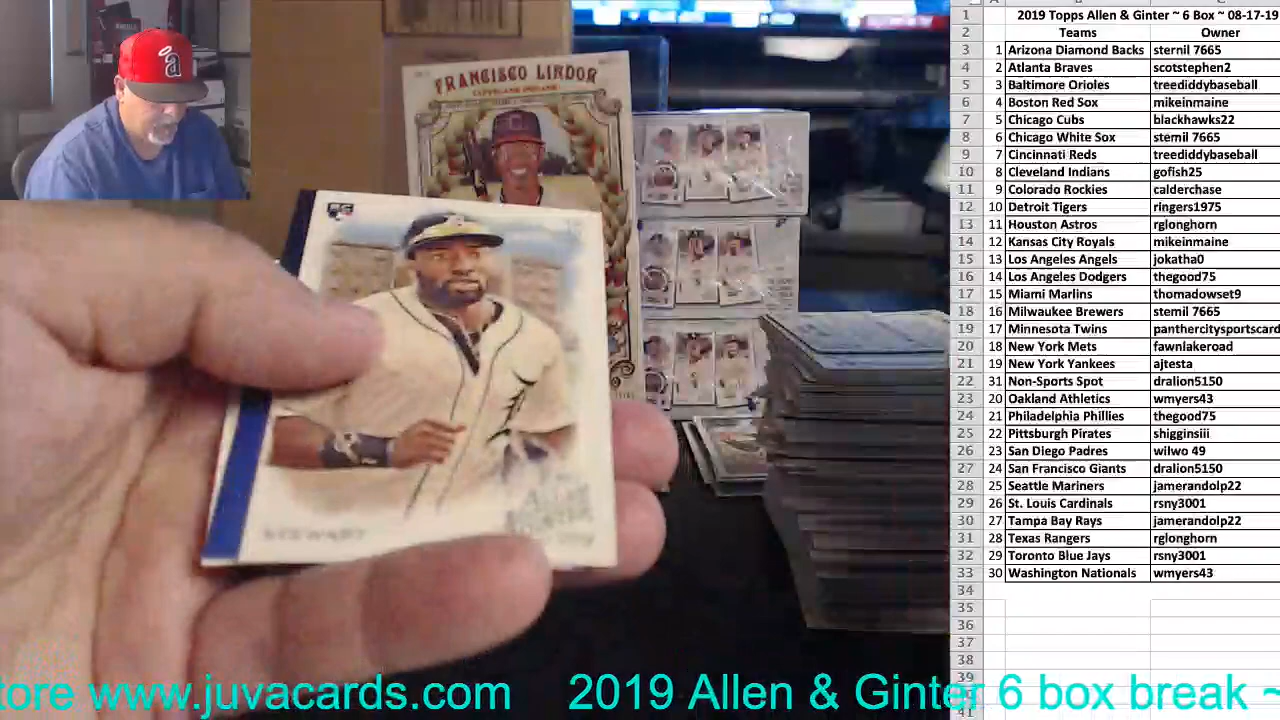 FRANCISCO LINDOR
CLEVELAND INDIANS
RC
STEWART
2019 Topps Allen & Ginter ~ 6 Box ~ 08-17-19
Teams Owner
1 Arizona Diamond Backs sternil 7665
2 Atlanta Braves scotstephen2
3 Baltimore Orioles treediddybaseball
4 Boston Red Sox mikeinmaine
5 Chicago Cubs blackhawks22
6 Chicago White Sox sternil 7665
7 Cincinnati Reds treediddybaseball
8 Cleveland Indians gofish25
9 Colorado Rockies calderchase
10 Detroit Tigers ringers1975
11 Houston Astros rglonghorn
12 Kansas City Royals mikeinmaine
13 Los Angeles Angels jokatha0
14 Los Angeles Dodgers thegood75
15 Miami Marlins thomadowset9
16 Milwaukee Brewers sternil 7665
17 Minnesota Twins panthercitysportscard
18 New York Mets fawnlakeroad
19 New York Yankees ajtesta
31 Non-Sports Spot dralion5150
20 Oakland Athletics wmyers43
21 Philadelphia Phillies thegood75
22 Pittsburgh Pirates shigginsiii
23 San Diego Padres wilwo 49
24 San Francisco Giants dralion5150
25 Seattle Mariners jamerandolp22
26 St. Louis Cardinals rsny3001
27 Tampa Bay Rays jamerandolp22
28 Texas Rangers rglonghorn
29 Toronto Blue Jays rsny3001
30 Washington Nationals wmyers43
tore www.juvacards.com 2019 Allen & Ginter 6 box break ~